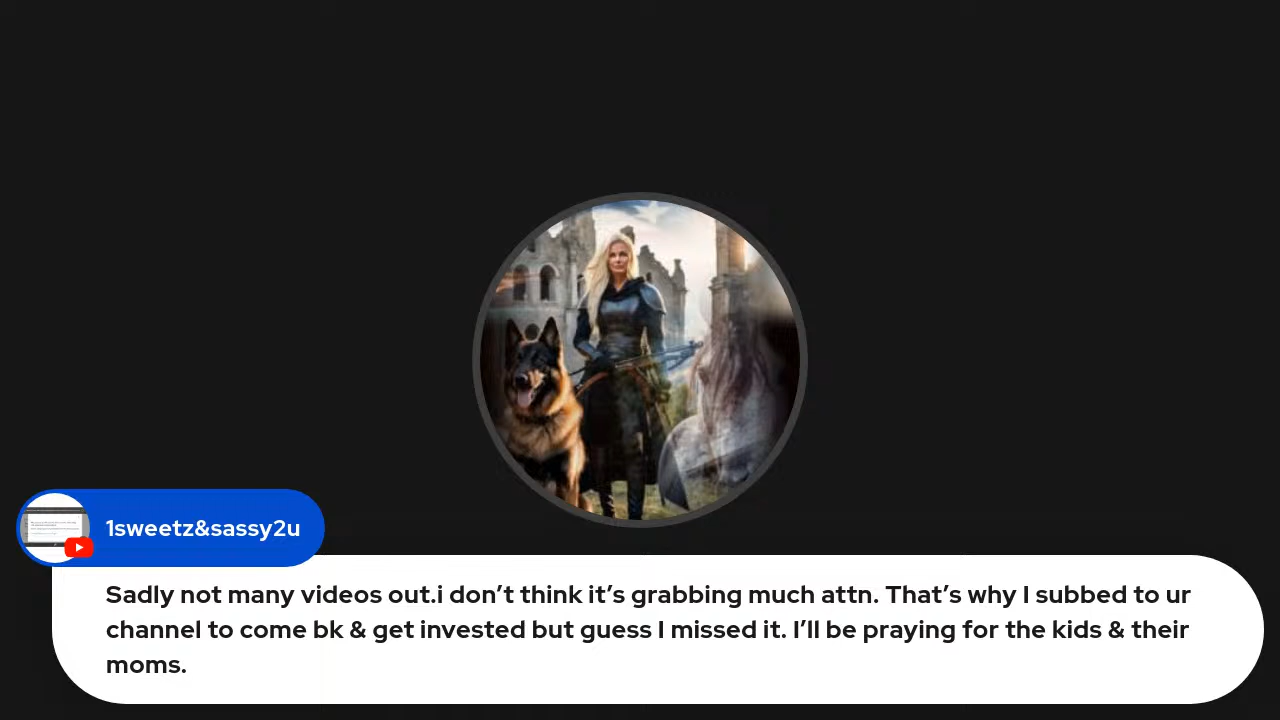 1sweetz&sassy2u
Sadly not many videos out.i don’t think it’s grabbing much attn. That’s why I subbed to ur
channel to come bk & get invested but guess I missed it. I’ll be praying for the kids & their
moms.